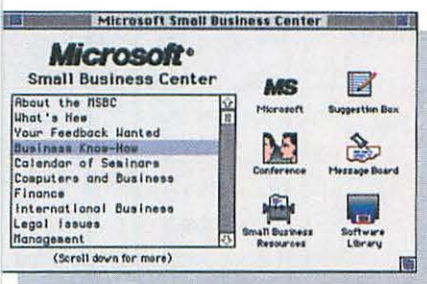 Microsoft Small Business Center
Microsoft®
Small Business Center
About the MSBC
What's New
Your Feedback Wanted
Business Know-How
Calendar of Seminars
Computers and Business
Finance
International Business
Legal Issues
Management
(Scroll down for more)
MS
Microsoft
Suggestion Box
Conference
Message Board
Small Business
Resources
Software
Library